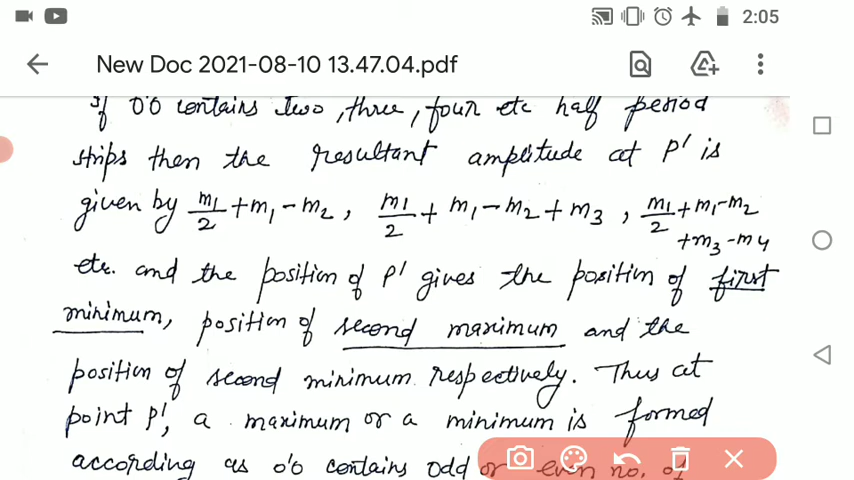 2:05
New Doc 2021-08-10 13.47.04.pdf
If O'O contains two, three, four etc half period
strips then the resultant amplitude at P' is
given by m₁/2 + m₁ - m₂, m₁/2 + m₁ - m₂ + m₃, m₁/2 + m₁ - m₂
+ m₃ - m₄
etc. and the position of P' gives the position of first
minimum, position of second maximum and the
position of second minimum respectively. Thus at
point P', a maximum or a minimum is formed
according as O'O contains odd or even no. of